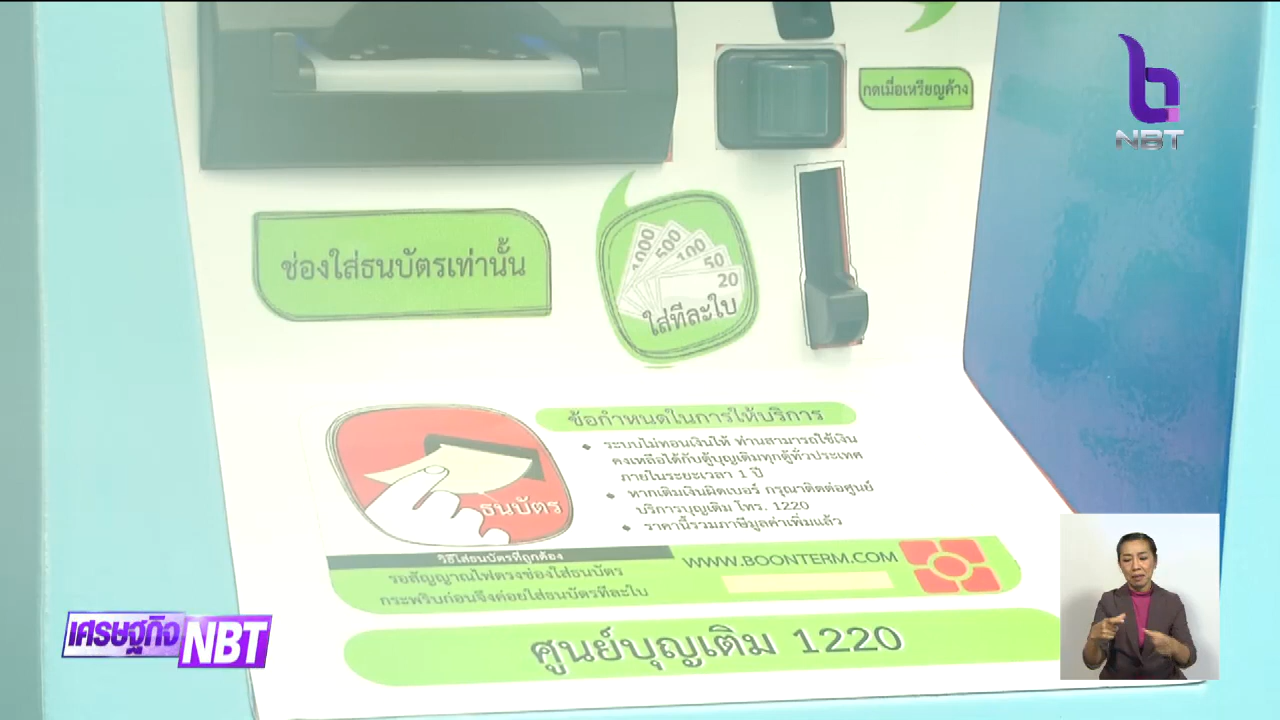 กดเมื่อเหรียญค้าง
NBT
ช่องใส่ธนบัตรเท่านั้น
1000
500
100
50
20
ใส่ทีละใบ
ข้อกำหนดในการให้บริการ
ระบบไม่ทอนเงินให้ ท่านสามารถใช้เงิน
คงเหลือได้กับตู้บุญเติมทุกตู้ทั่วประเทศ
ภายในระยะเวลา 1 ปี
หากเติมเงินผิดเบอร์ กรุณาติดต่อศูนย์
บริการบุญเติม โทร. 1220
ราคานี้รวมภาษีมูลค่าเพิ่มแล้ว
ธนบัตร
วิธีใส่ธนบัตรที่ถูกต้อง
รอสัญญาณไฟตรงช่องใส่ธนบัตร
กระพริบก่อนจึงค่อยใส่ธนบัตรทีละใบ
WWW.BOONTERM.COM
ศูนย์บุญเติม 1220
เศรษฐกิจ NBT